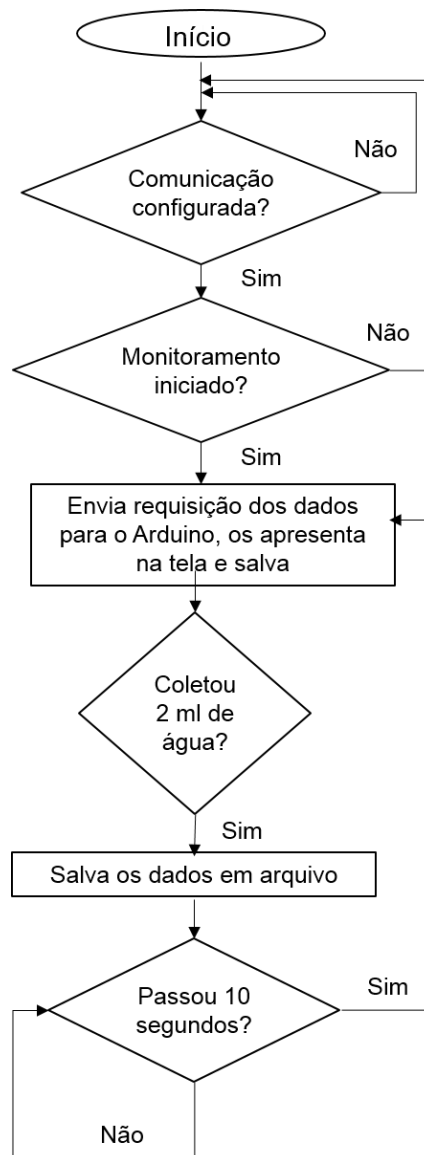 Início
Não
Comunicação
configurada?
Sim
Não
Monitoramento
iniciado?
Sim
Envia requisição dos dados
para o Arduino, os apresenta
na tela e salva
Coletou
2 ml de
água?
Sim
Salva os dados em arquivo
Passou 10
segundos?
Sim
Não